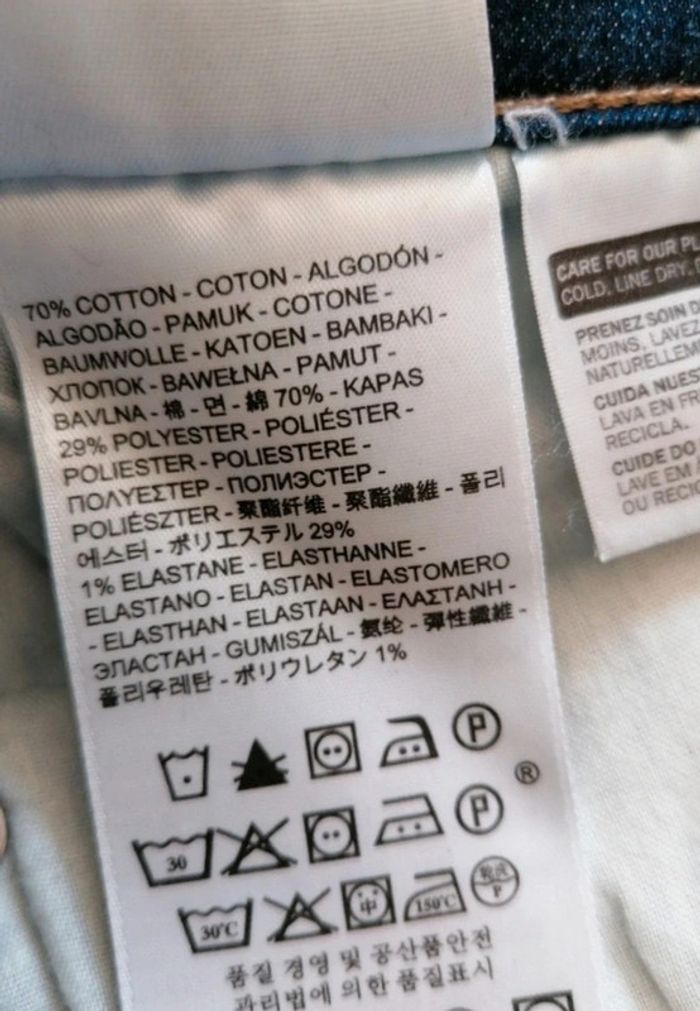 70% COTTON - COTON - ALGODÓN -
ALGODÃO - PAMUK - COTONE -
BAUMWOLLE - KATOEN - BAMBAKI -
ХЛОПОК - BAWEŁNA - PAMUT -
BAVLNA - 棉 - 면 - 綿 70% - KAPAS
29% POLYESTER - POLIÉSTER -
POLIESTER - POLIESTERE -
ΠΟΛΥΕΣΤΕΡ - ПОЛИЭСТЕР -
POLIÉSZTER - 聚酯纤维 - 聚酯纖維 - 폴리
에스터 - ポリエステル 29%
1% ELASTANE - ELASTHANNE -
ELASTANO - ELASTAN - ELASTOMERO
- ELASTHAN - ELASTAAN - ΕΛΑΣΤΑΝΗ -
ЭЛАСТАН - GUMISZÁL - 氨纶 - 彈性纖維 -
폴리우레탄 - ポリウレタン 1%
P
®
30 P
30°C 中 150°C P
품질 경영 및 공산품안전
관리법에 의한 품질표시
CARE FOR OUR
COLD, LINE DRY,
PRENEZ SOIN
MOINS, LAVEZ
NATURELLEME
CUIDA NUES
LAVA EN FR
RECICLA.
CUIDE DO
LAVE EM
OU RECIC